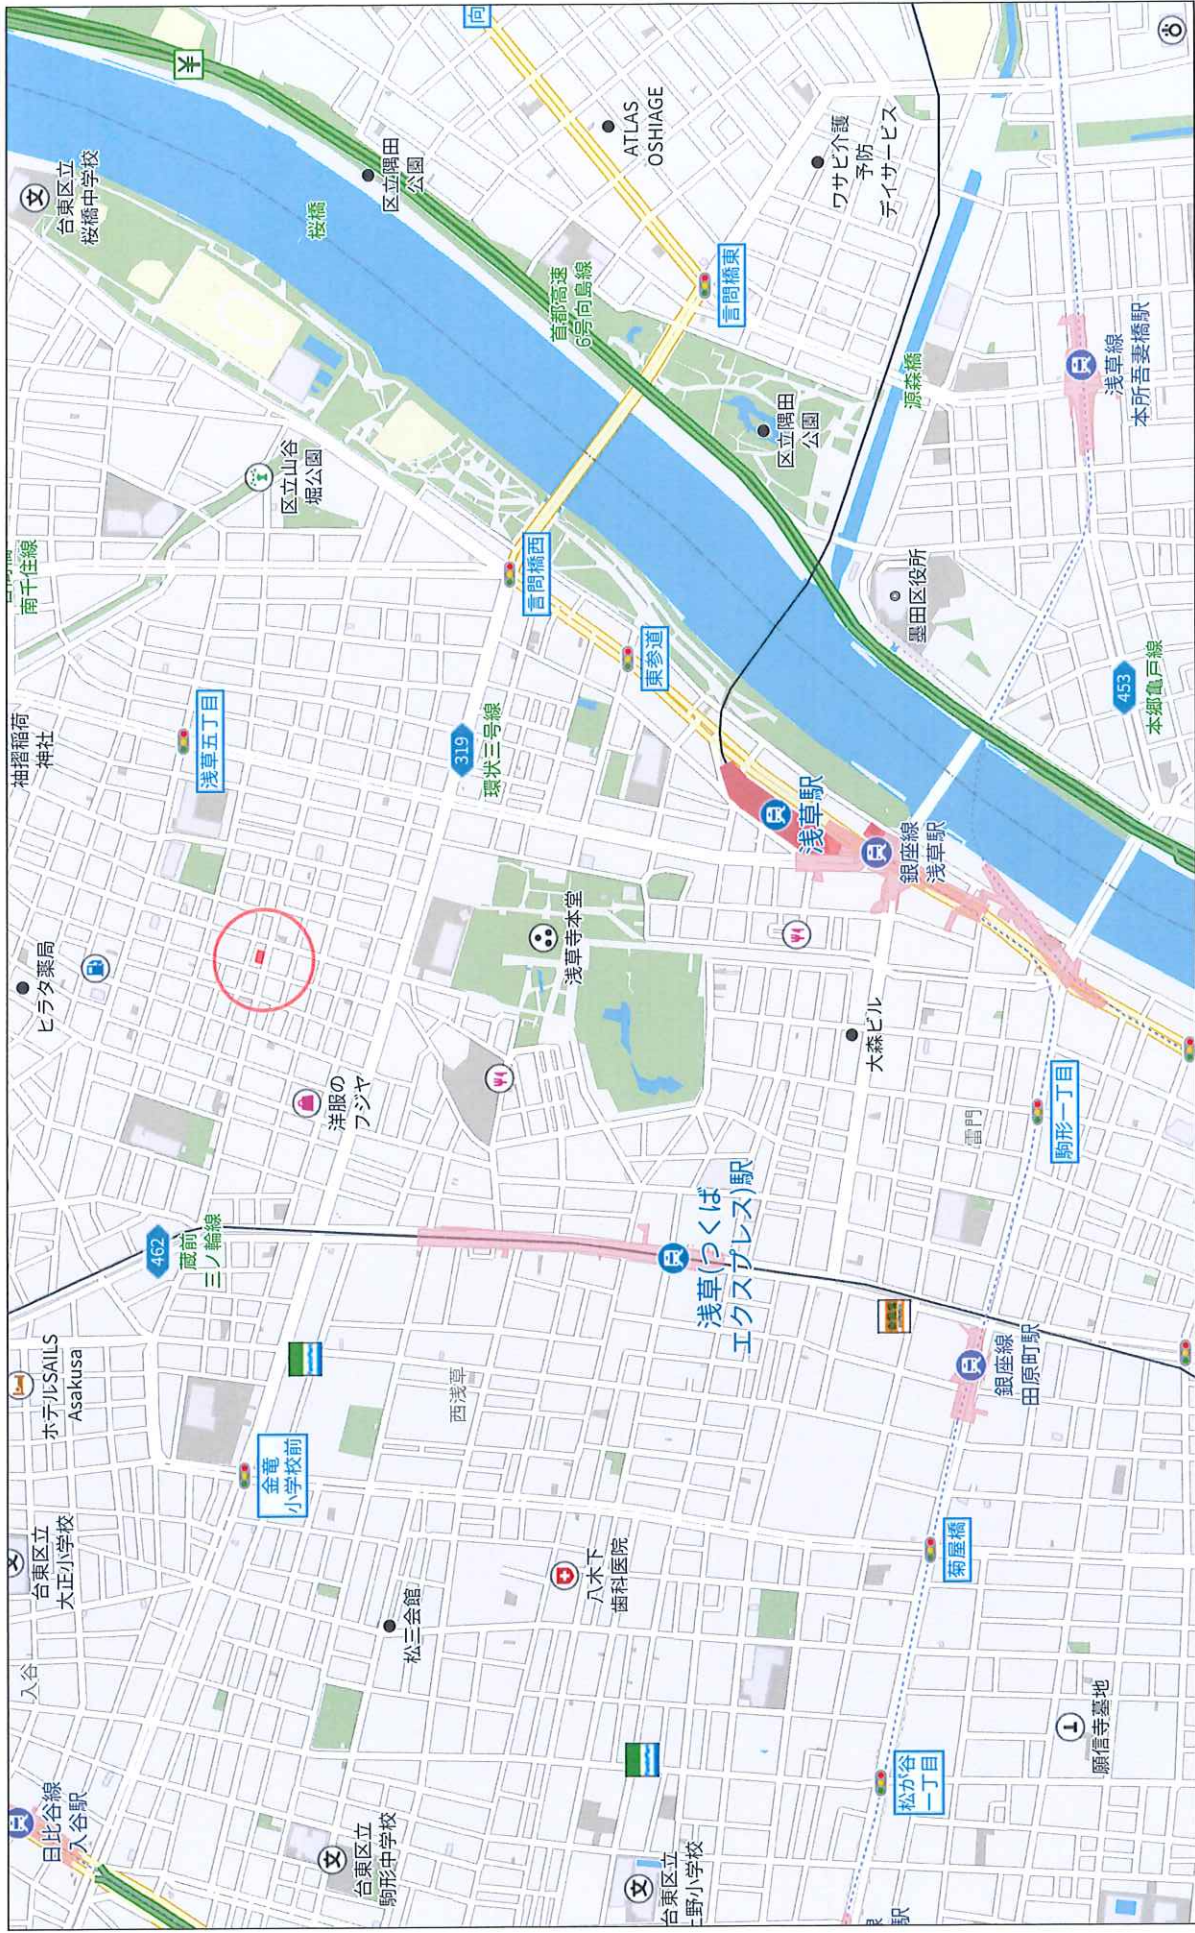 日比谷線
入谷駅
入谷
台東区立
大正小学校
ホテルSAILS
Asakusa
ヒラタ薬局
袖摺稲荷
神社
南千住線
台東区立
桜橋中学校
462
蔵前
三ノ輪線
浅草五丁目
区立山谷
堀公園
桜橋
区立隅田
公園
向
金竜
小学校前
洋服の
フジヤ
319
環状三号線
言問橋西
首都高速
6号向島線
ATLAS
OSHIAGE
台東区立
駒形中学校
松三会館
西浅草
浅草寺本堂
東参道
言問橋東
ワサビ介護
予防
デイサービス
八木下
歯科医院
浅草(つくば
エクスプレス)駅
浅草駅
区立隅田
公園
源森橋
台東区立
上野小学校
大森ビル
銀座線
浅草駅
墨田区役所
松が谷
一丁目
菊屋橋
銀座線
田原町駅
雷門
駒形一丁目
453
本郷亀戸線
浅草線
本所吾妻橋駅
願信寺墓地
駅